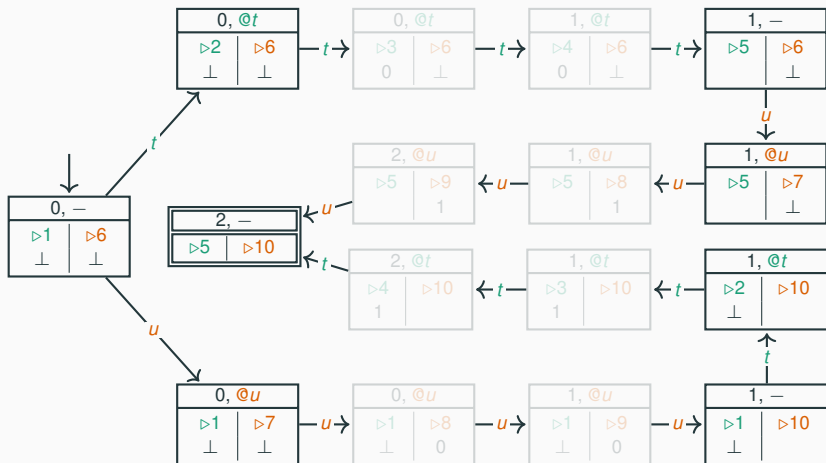 0, @t
▷2 ▷6
⊥ ⊥
t
▷3 ▷6
0 ⊥
t
1, @t
▷4 ▷6
0 ⊥
t
1, –
▷5 ▷6
⊥
t
u
2, @u
▷5 ▷9
1
u
1, @u
▷5 ▷8
1
u
1, @u
▷5 ▷7
⊥
0, –
▷1 ▷6
⊥ ⊥
u
2, –
▷5 ▷10
t
2, @t
▷4 ▷10
1
t
1, @t
▷3 ▷10
1
t
1, @t
▷2 ▷10
⊥
u
t
0, @u
▷1 ▷7
⊥ ⊥
u
0, @u
▷1 ▷8
⊥ 0
u
1, @u
▷1 ▷9
⊥ 0
u
1, –
▷1 ▷10
⊥